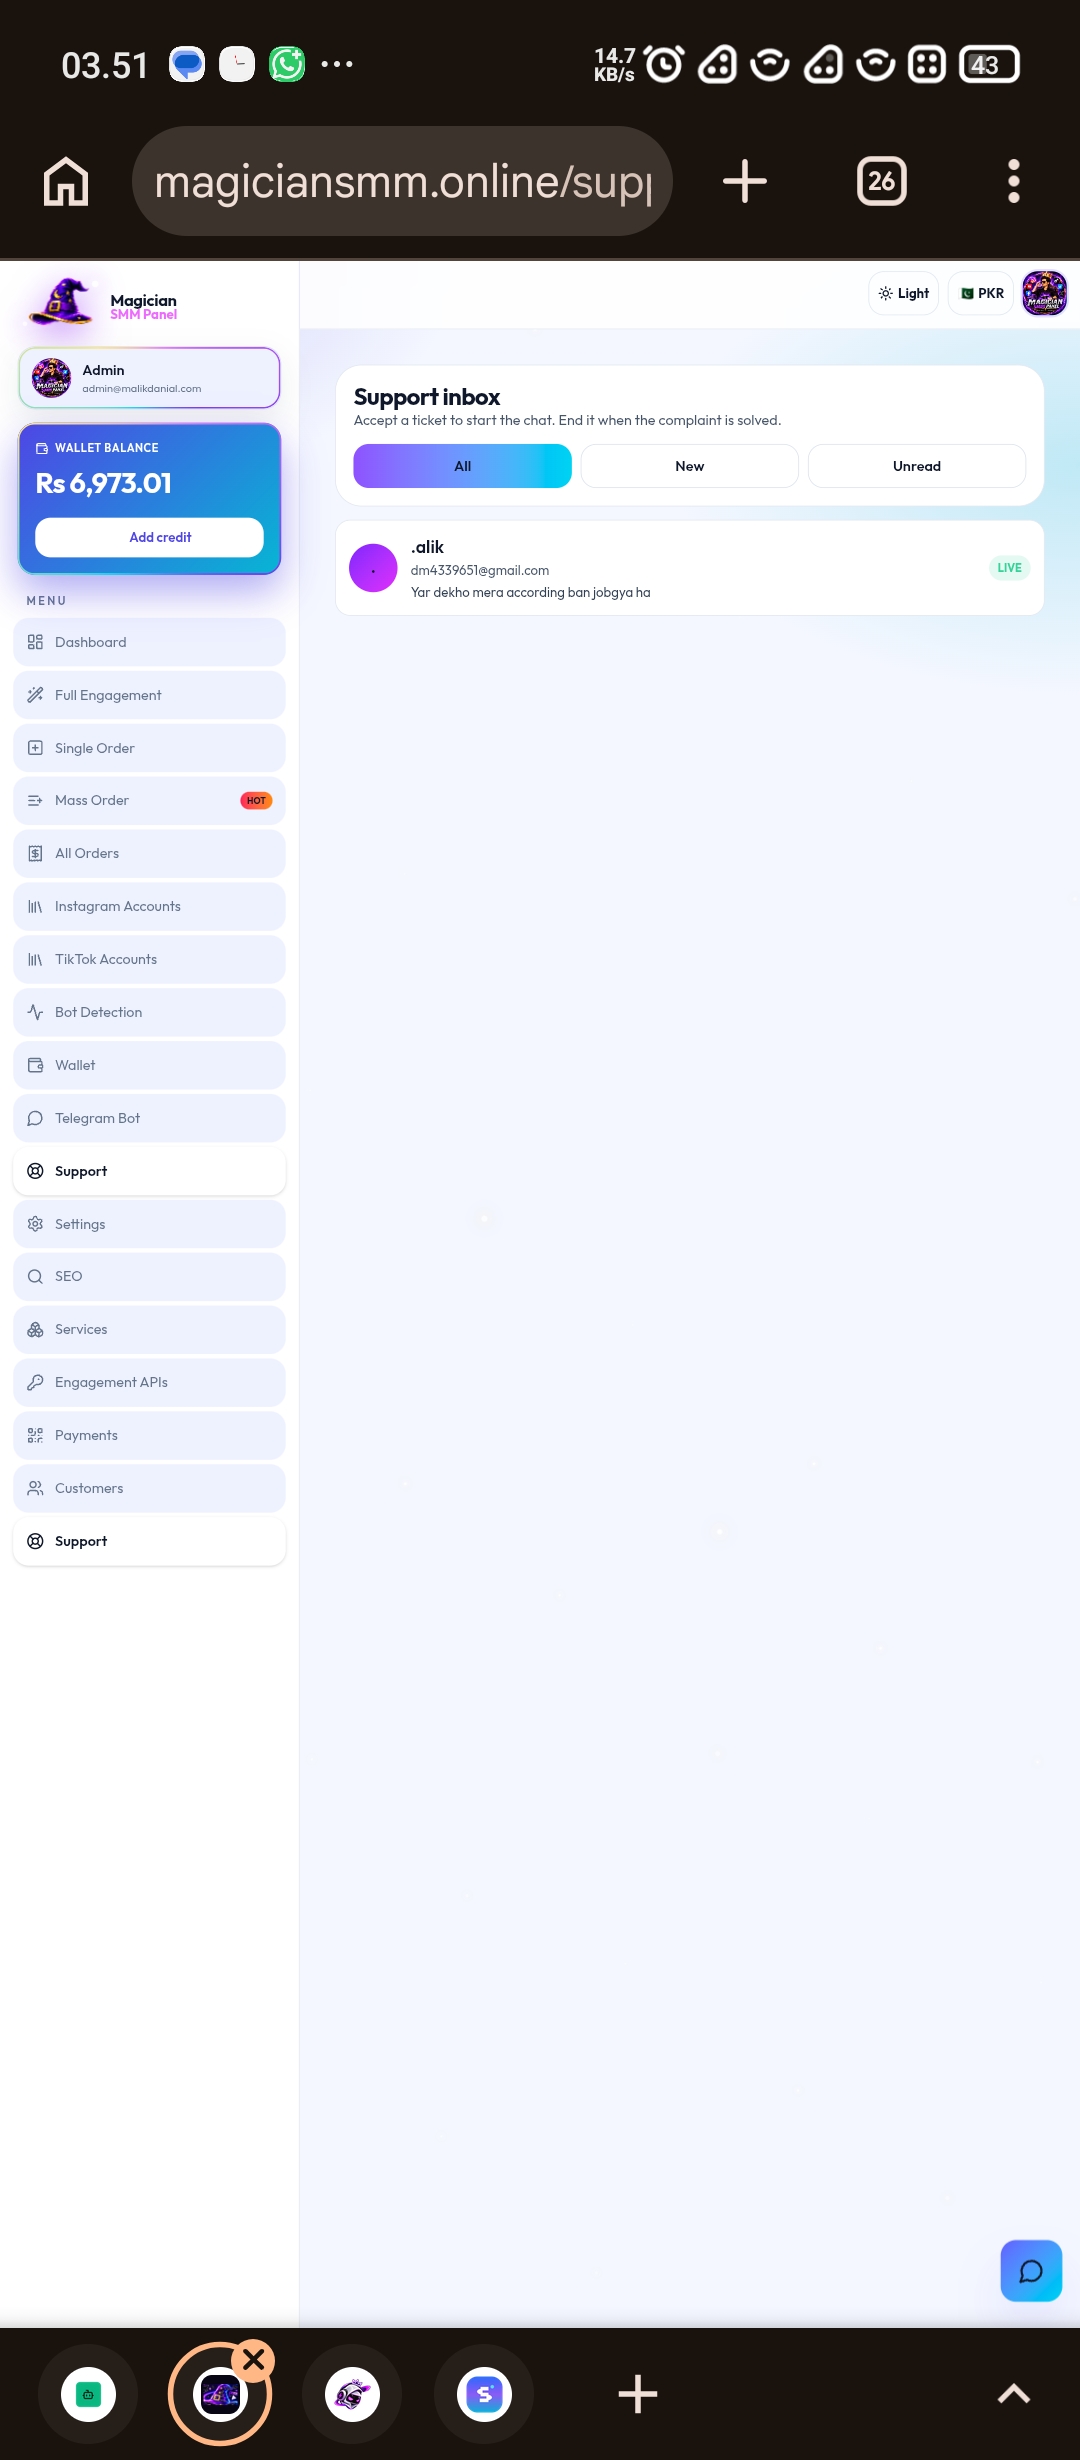 03.51
14.7
KB/s
43
magiciansmm.online/supp
26
Magician
SMM Panel
Light
PKR
Admin
admin@malikdanial.com
WALLET BALANCE
Rs 6,973.01
Add credit
MENU
Dashboard
Full Engagement
Single Order
Mass Order
HOT
All Orders
Instagram Accounts
TikTok Accounts
Bot Detection
Wallet
Telegram Bot
Support
Settings
SEO
Services
Engagement APIs
Payments
Customers
Support
Support inbox
Accept a ticket to start the chat. End it when the complaint is solved.
All
New
Unread
.
.alik
dm4339651@gmail.com
Yar dekho mera according ban jobgya ha
LIVE